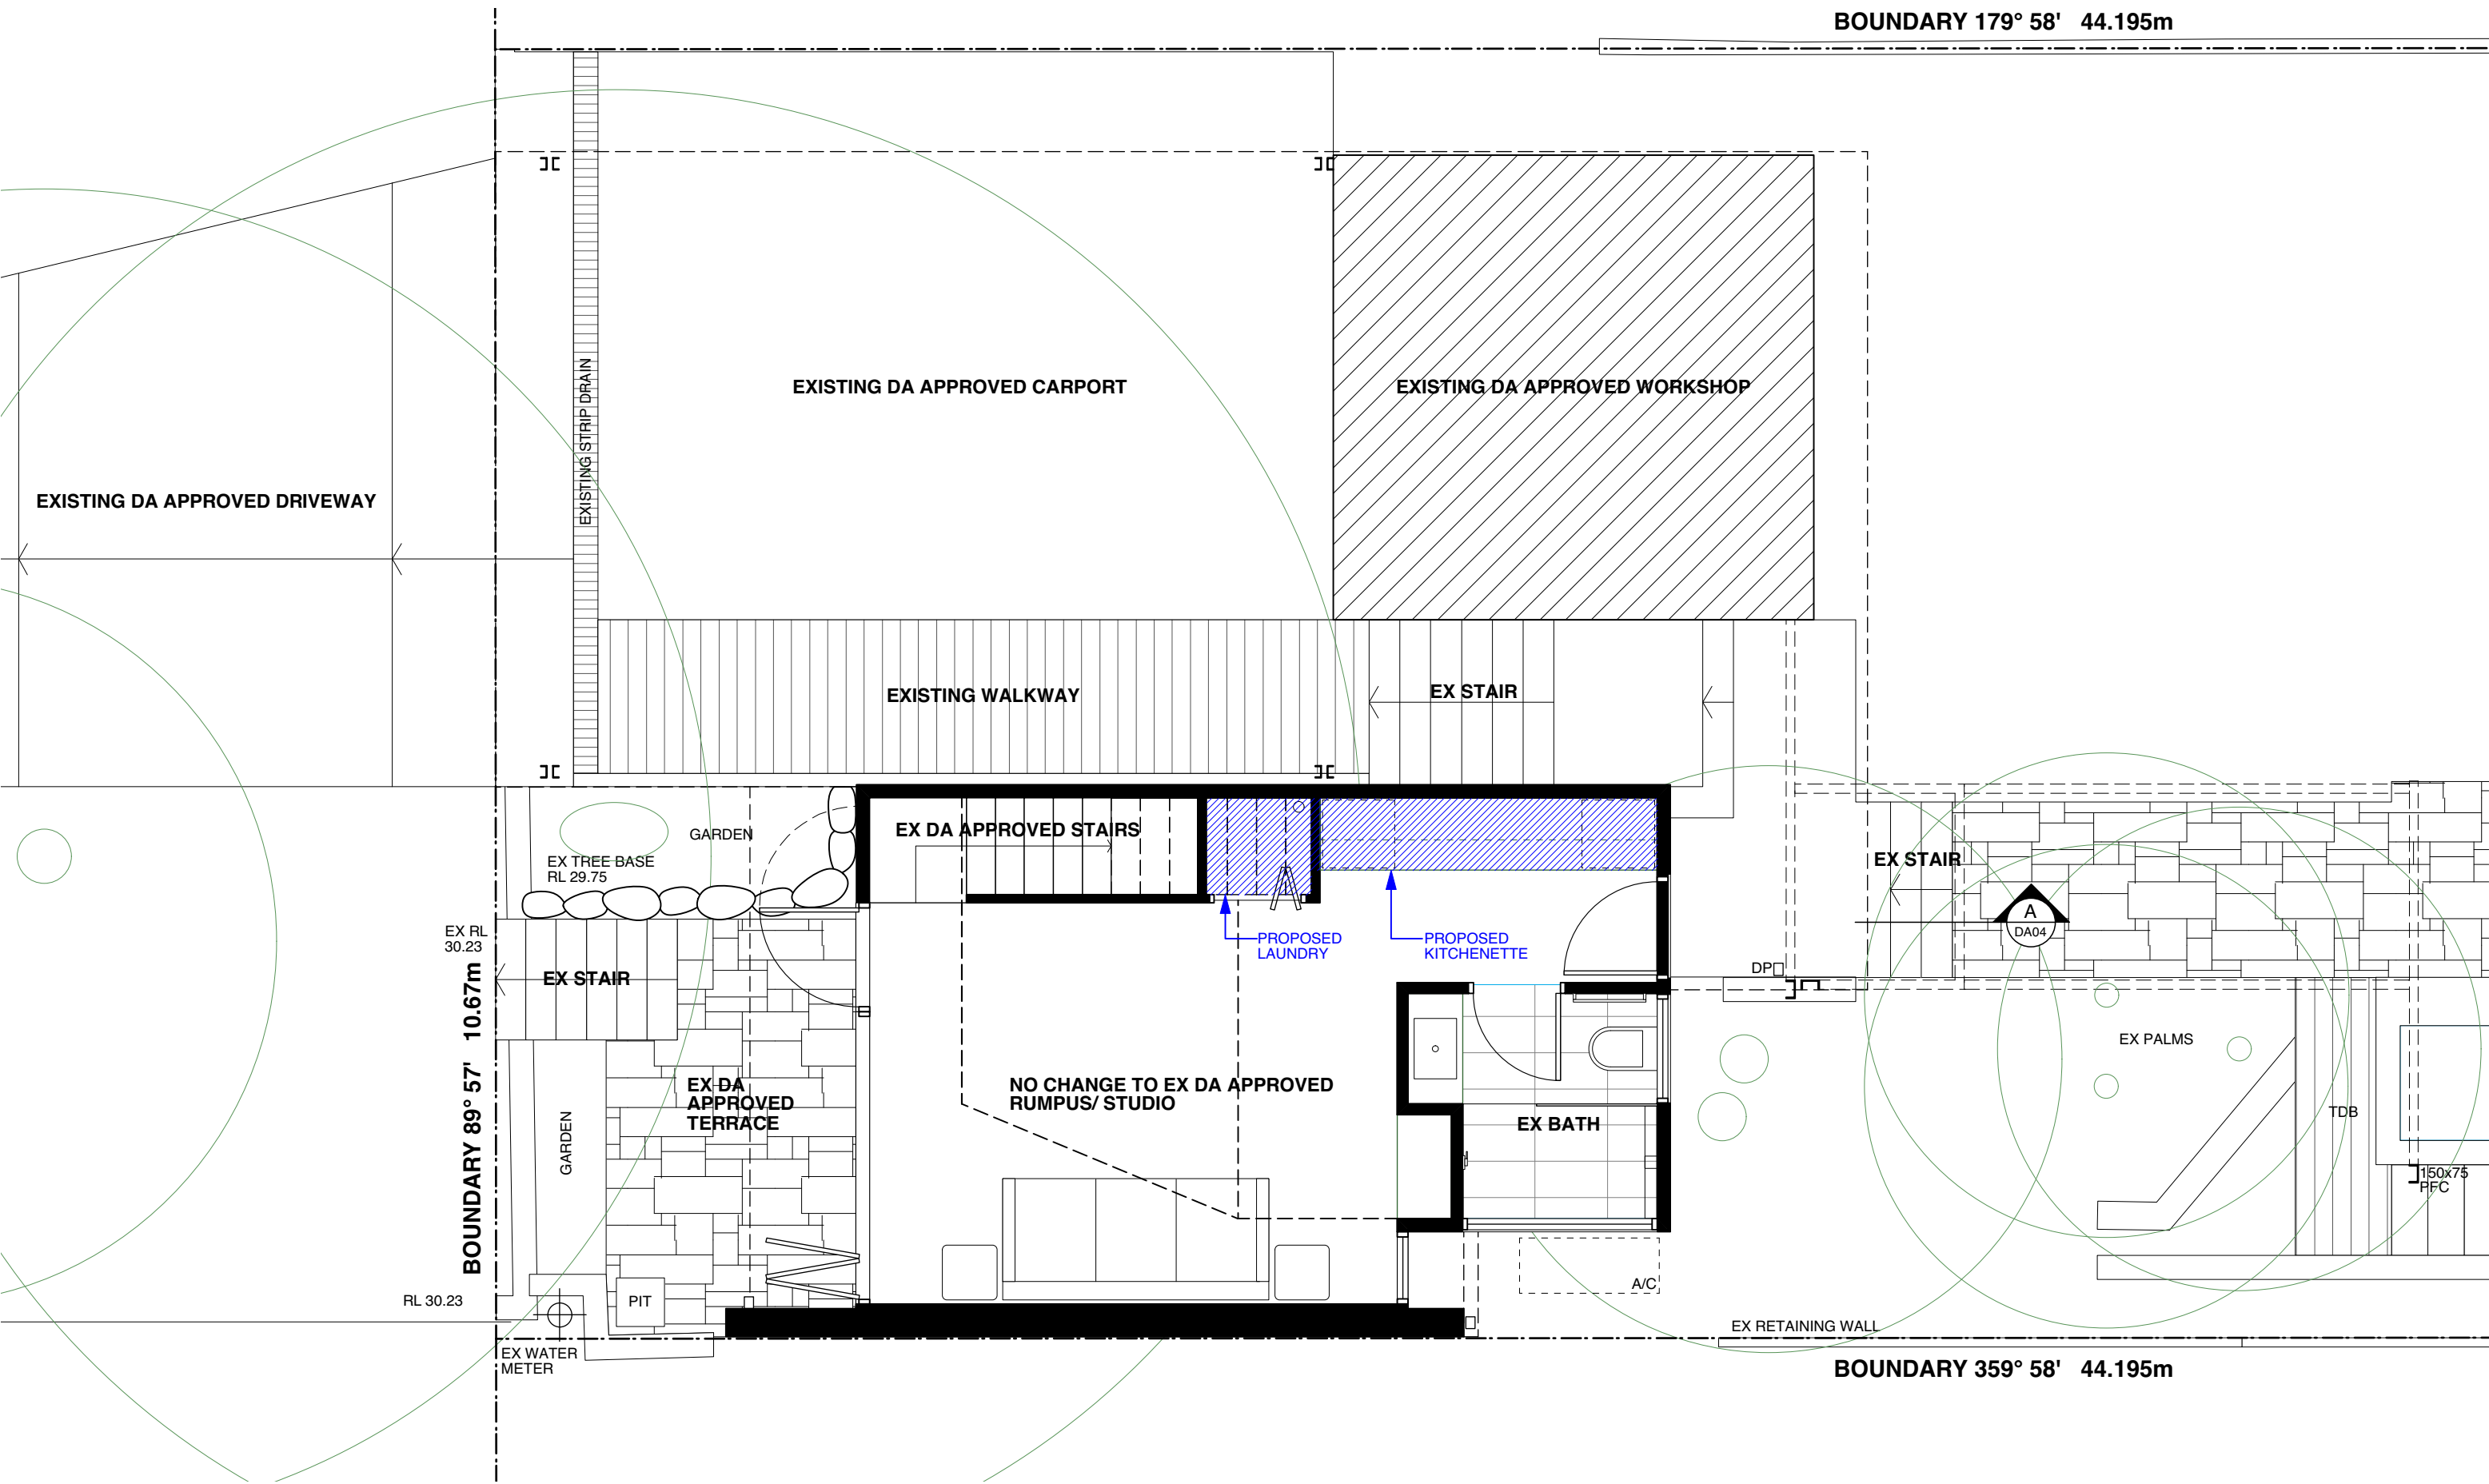 BOUNDARY 179° 58' 44.195m
EXISTING DA APPROVED CARPORT
EXISTING DA APPROVED WORKSHOP
EXISTING STRIP DRAIN
EXISTING DA APPROVED DRIVEWAY
EXISTING WALKWAY
EX STAIR
GARDEN
EX DA APPROVED STAIRS
EX TREE BASE
RL 29.75
EX STAIR
A
DA04
EX RL
30.23
PROPOSED
LAUNDRY
PROPOSED
KITCHENETTE
DP
EX STAIR
BOUNDARY 89° 57' 10.67m
EX PALMS
GARDEN
EX DA
APPROVED
TERRACE
NO CHANGE TO EX DA APPROVED
RUMPUS/ STUDIO
EX BATH
TDB
150x75
PFC
A/C
RL 30.23
PIT
EX WATER
METER
EX RETAINING WALL
BOUNDARY 359° 58' 44.195m